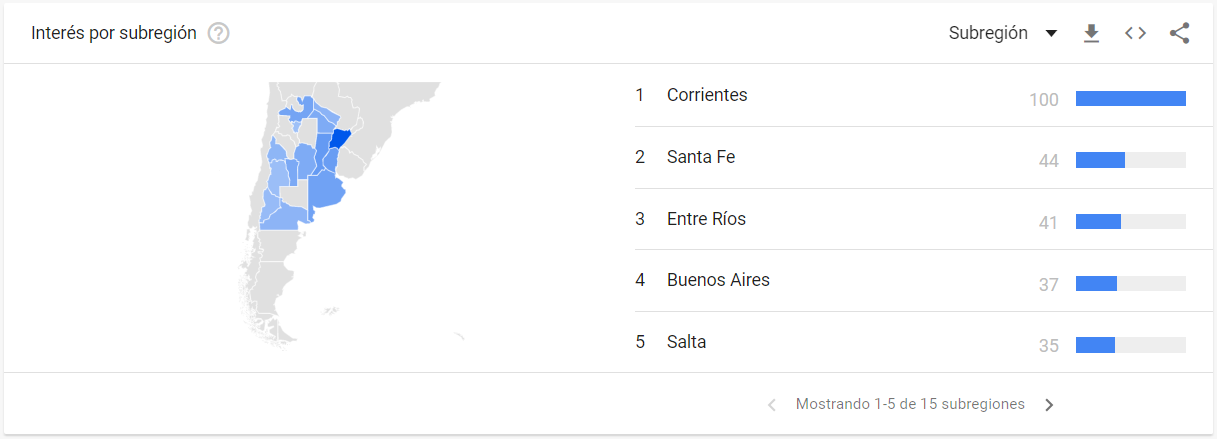 Interés por subregión ?
Subregión
1 Corrientes 100
2 Santa Fe 44
3 Entre Ríos 41
4 Buenos Aires 37
5 Salta 35
Mostrando 1-5 de 15 subregiones